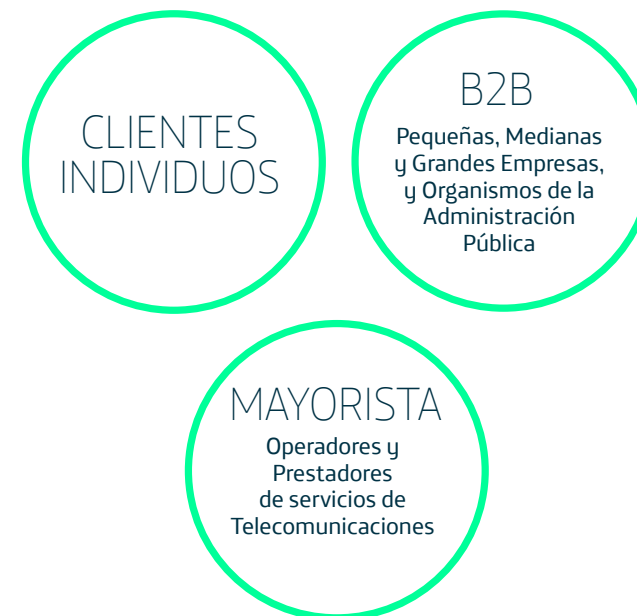 CLIENTES
INDIVIDUOS
B2B
Pequeñas, Medianas
y Grandes Empresas,
y Organismos de la
Administración
Pública
MAYORISTA
Operadores y
Prestadores
de servicios de
Telecomunicaciones